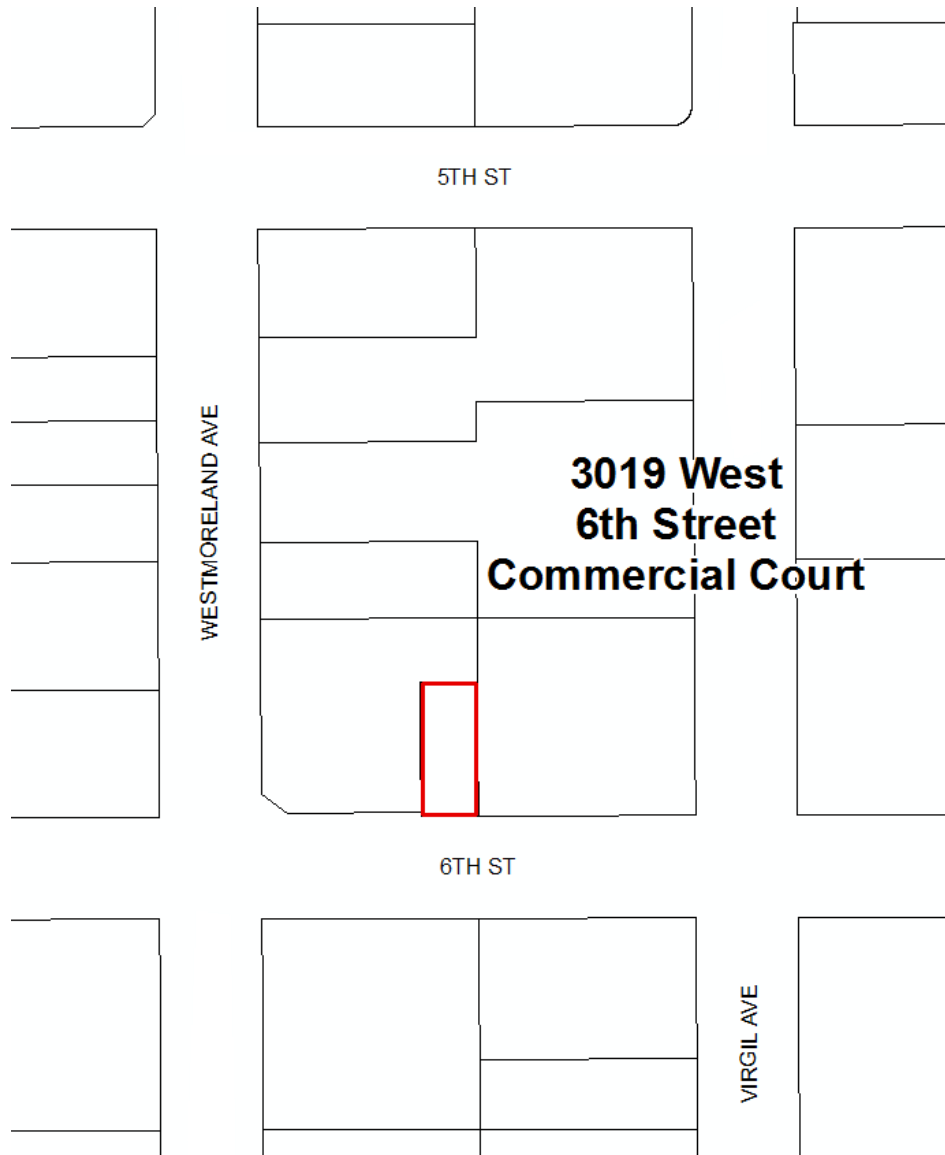 5TH ST
WESTMORELAND AVE
3019 West
6th Street
Commercial Court
6TH ST
VIRGIL AVE